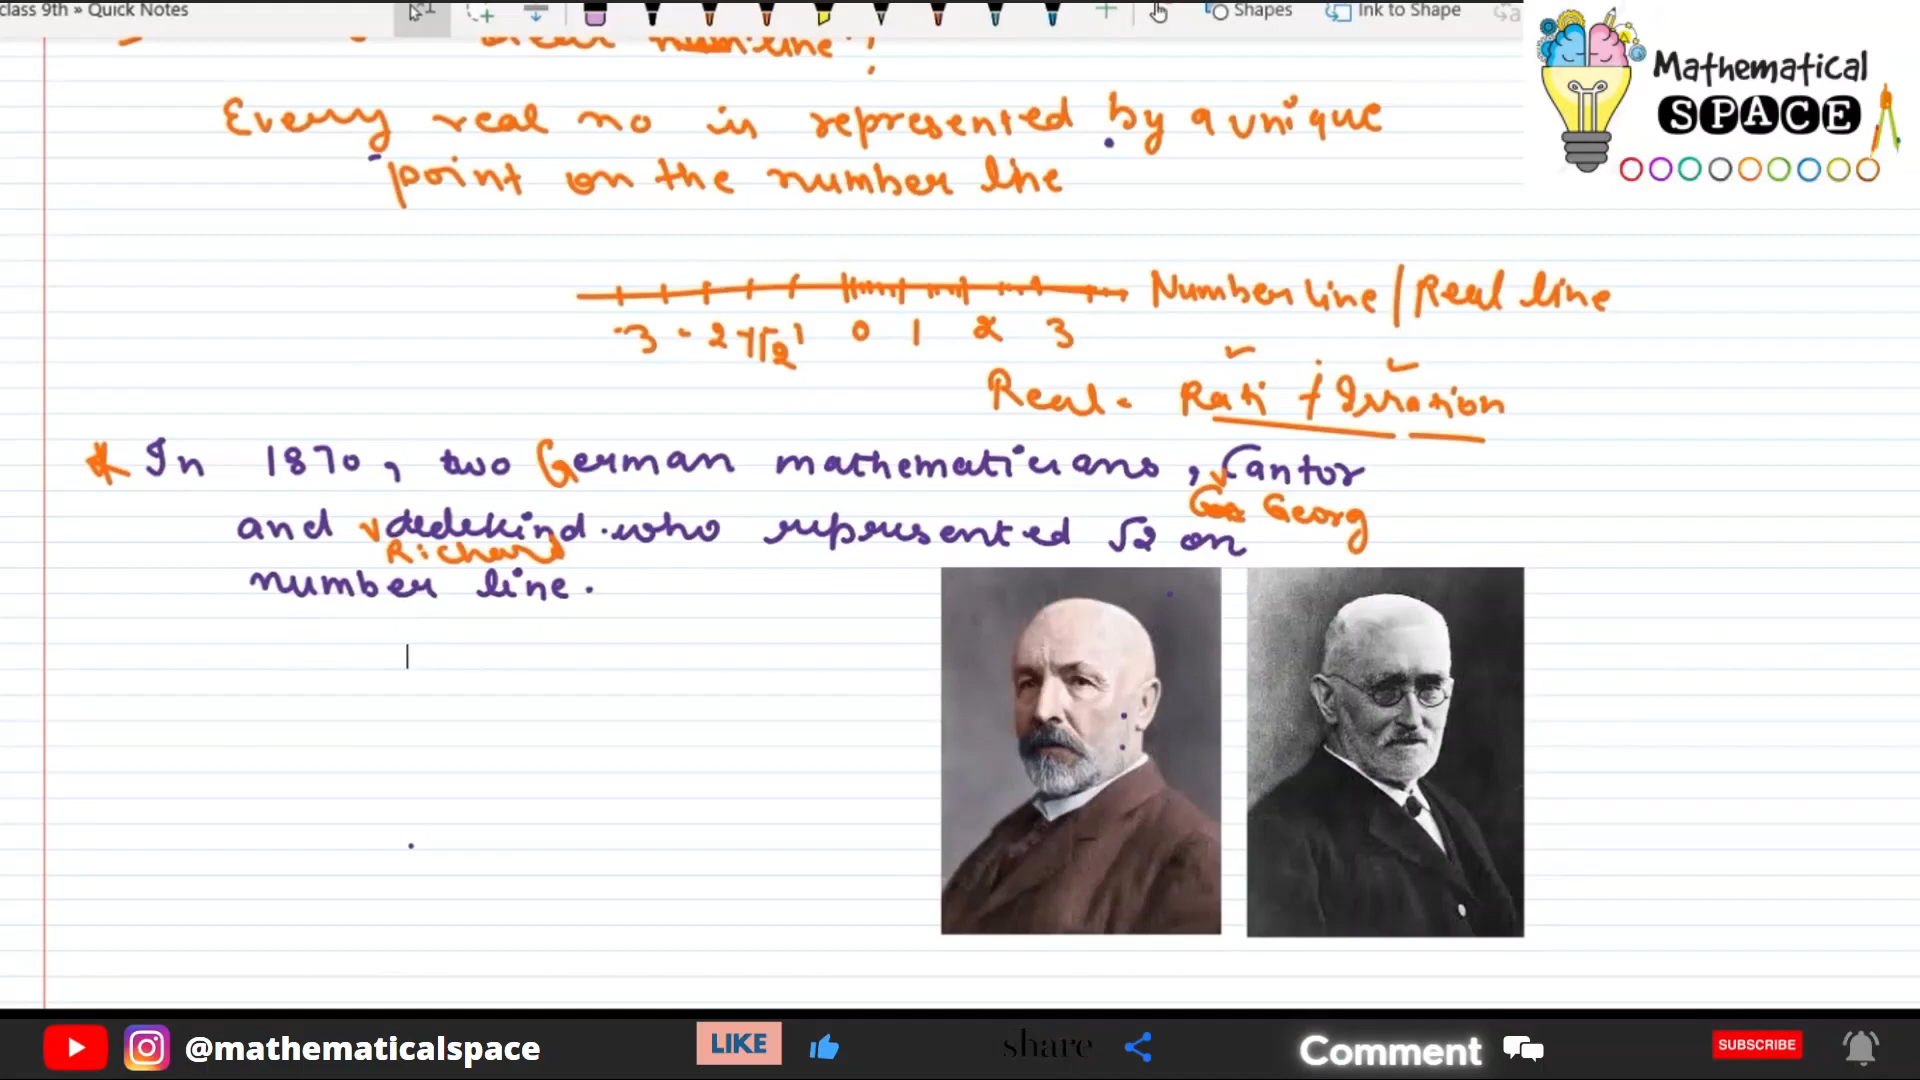 class 9th » Quick Notes
Shapes
Ink to Shape
Mathematical
SPACE
line ?
Every real no is represented by a unique
point on the number line
Number line / Real line
-3 -2 -√2 1 0 1 2 3
Real = Rati + Irration
* In 1870, two German mathematicians, Cantor
Georg
and dedekind. who represented √2 on
Richard
number line.
@mathematicalspace
LIKE
share
Comment
SUBSCRIBE